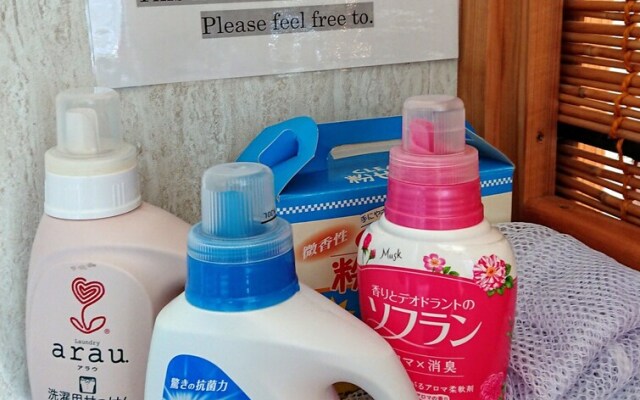 Please feel free to.
Laundry
arau.
アラウ
洗濯用せっけん
驚きの抗菌力
微香性
粉
Musk
香りとデオドラントの
ソフラン
アロマ×消臭
アロマ柔軟剤